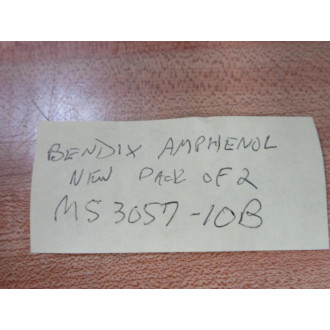 BENDIX AMPHENOL
NEW PACK OF 2
MS 3057-10B